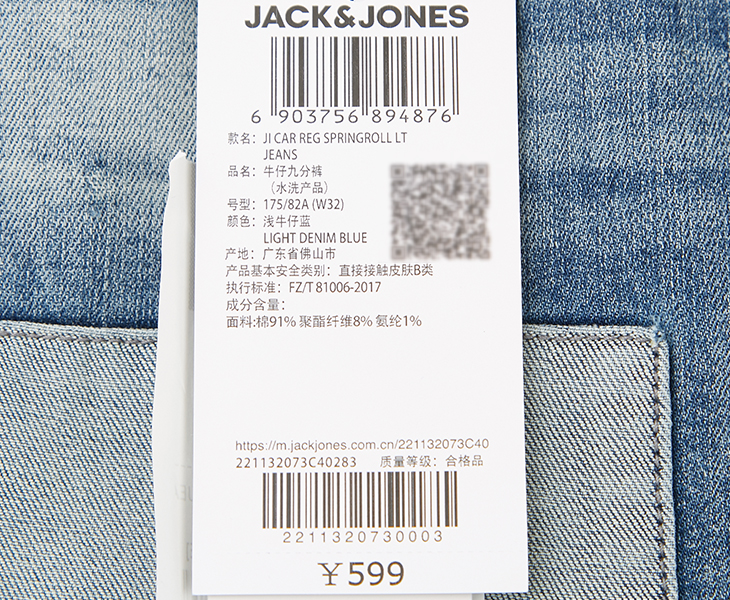 JACK&JONES
6 903756 894876
款名: JJ CAR REG SPRINGROLL LT
JEANS
品名: 牛仔九分裤
（水洗产品）
号型: 175/82A (W32)
颜色: 浅牛仔蓝
LIGHT DENIM BLUE
产地: 广东省佛山市
产品基本安全类别: 直接接触皮肤B类
执行标准: FZ/T 81006-2017
成分含量:
面料:棉91% 聚酯纤维8% 氨纶1%
https://m.jackjones.com.cn/221132073C40
221132073C40283 质量等级: 合格品
2211320730003
￥599